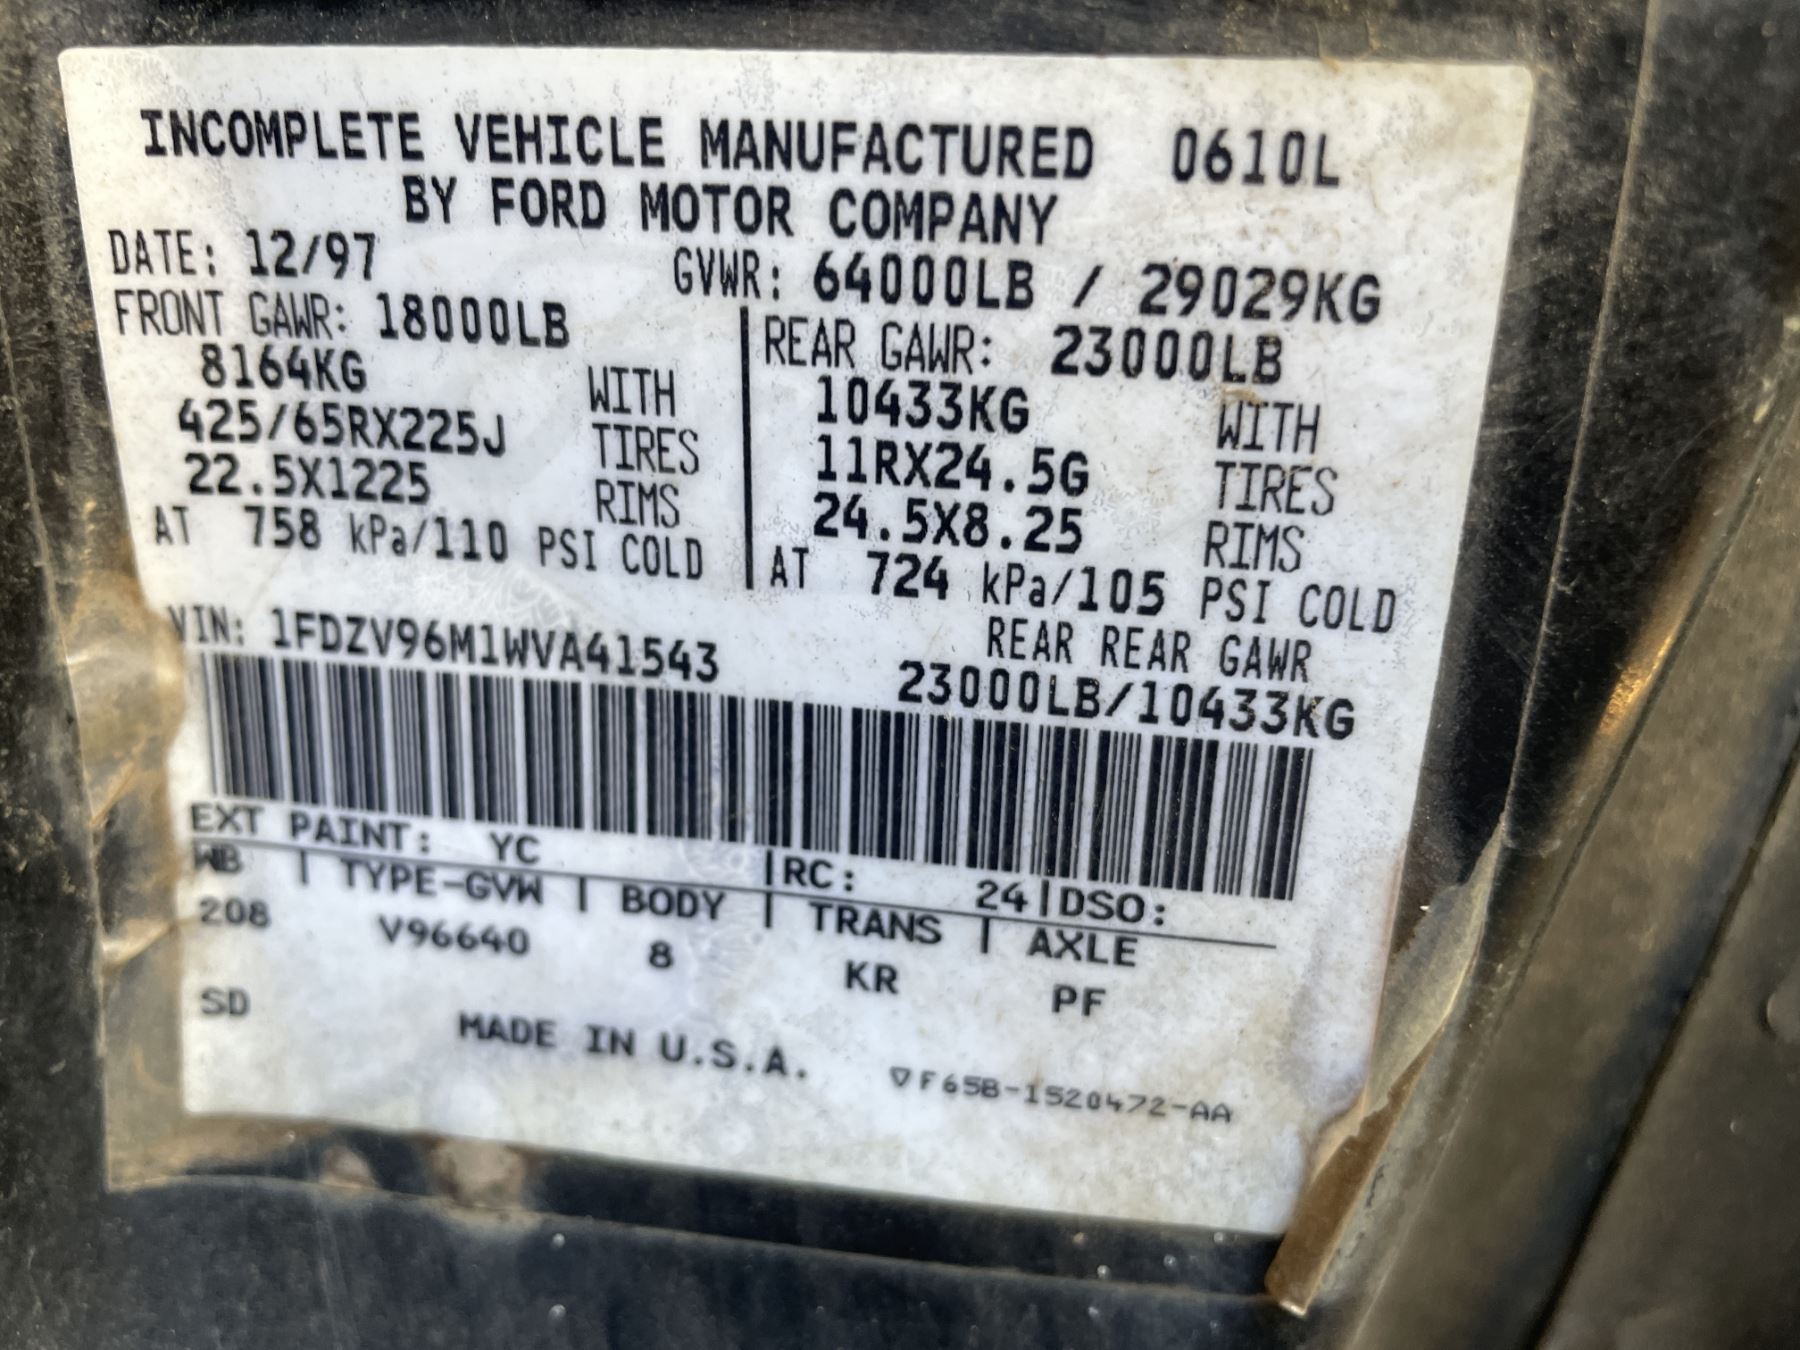 INCOMPLETE VEHICLE MANUFACTURED 0610L
BY FORD MOTOR COMPANY
DATE: 12/97 GVWR: 64000LB / 29029KG
FRONT GAWR: 18000LB
8164KG WITH
425/65RX225J TIRES
22.5X1225 RIMS
AT 758 kPa/110 PSI COLD
REAR GAWR: 23000LB
10433KG WITH
11RX24.5G TIRES
24.5X8.25 RIMS
AT 724 kPa/105 PSI COLD
VIN: 1FDZV96M1WVA41543
REAR REAR GAWR
23000LB/10433KG
EXT PAINT: YC RC: 24 DSO:
WB | TYPE-GVW | BODY | TRANS | AXLE
208 V96640 8 KR PF
SD
MADE IN U.S.A.
▽F65B-1520472-AA